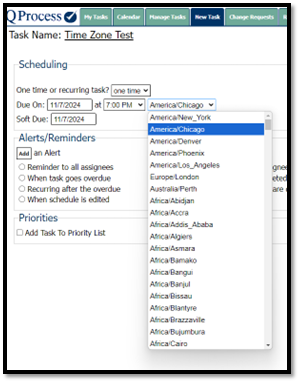 QProcess My Tasks Calendar Manage Tasks New Task Change Requests
Task Name: Time Zone Test
Scheduling
One time or recurring task? one time
Due On: 11/7/2024 at 7:00 PM America/Chicago
Soft Due: 11/7/2024
America/New_York
America/Chicago
America/Denver
America/Phoenix
America/Los_Angeles
Europe/London
Australia/Perth
Africa/Abidjan
Africa/Accra
Africa/Addis_Ababa
Africa/Algiers
Africa/Asmara
Africa/Bamako
Africa/Bangui
Africa/Banjul
Africa/Bissau
Africa/Blantyre
Africa/Brazzaville
Africa/Bujumbura
Africa/Cairo
Alerts/Reminders
Add an Alert
Reminder to all assignees
When task goes overdue
Recurring after the overdue
When schedule is edited
Priorities
Add Task To Priority List